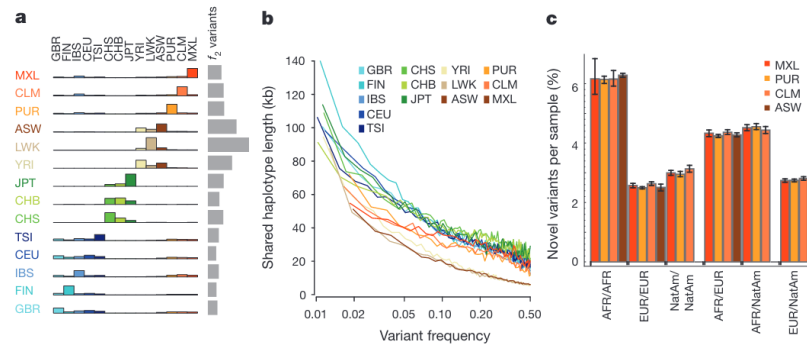 a
GBR
FIN
IBS
CEU
TSI
CHS
CHB
JPT
YRI
LWK
ASW
PUR
CLM
MXL
f2 variants
MXL
CLM
PUR
ASW
LWK
YRI
JPT
CHB
CHS
TSI
CEU
IBS
FIN
GBR
b
Shared haplotype length (kb)
140
120
100
80
60
40
20
0
GBR CHS YRI PUR
FIN CHB LWK CLM
IBS JPT ASW MXL
CEU
TSI
0.01 0.02 0.05 0.10 0.20 0.50
Variant frequency
c
Novel variants per sample (%)
6
4
2
0
MXL
PUR
CLM
ASW
AFR/AFR
EUR/EUR
NatAm/
NatAm
AFR/EUR
AFR/NatAm
EUR/NatAm